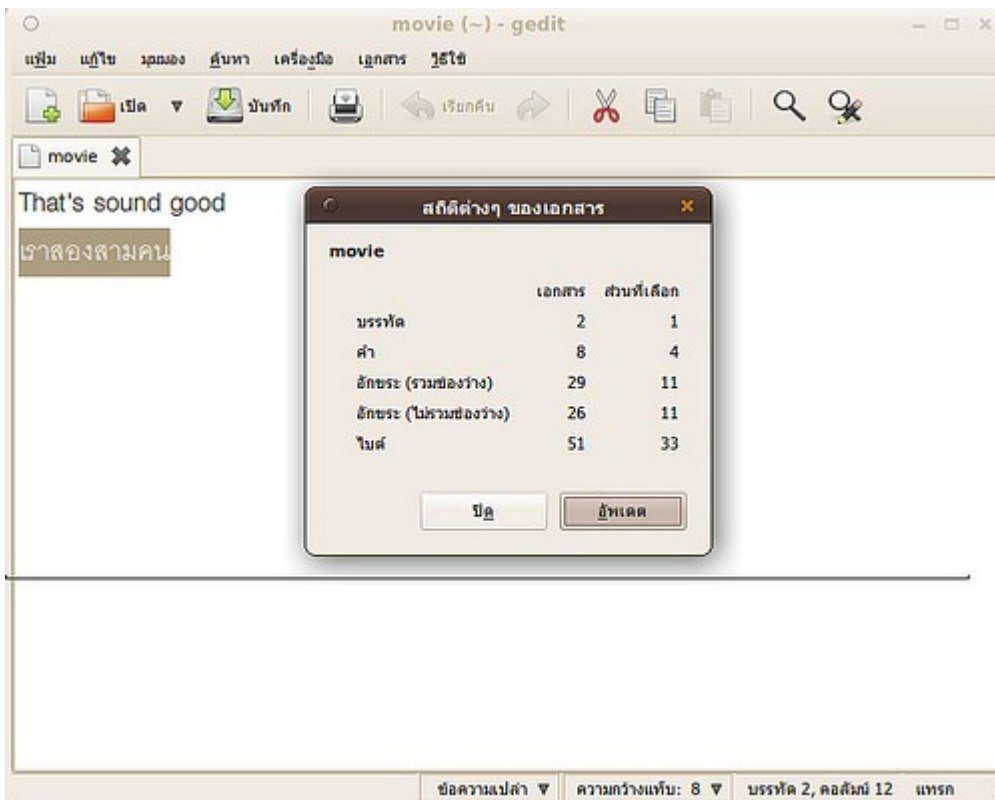 movie (~) - gedit
แฟ้ม แก้ไข มุมมอง ค้นหา เครื่องมือ เอกสาร วิธีใช้
เปิด บันทึก เรียกคืน
movie
That's sound good
เราสองสามคน
สถิติต่างๆ ของเอกสาร
movie
เอกสาร ส่วนที่เลือก
บรรทัด 2 1
คำ 8 4
อักขระ (รวมช่องว่าง) 29 11
อักขระ (ไม่รวมช่องว่าง) 26 11
ไบต์ 51 33
ปิด อัพเดต
ข้อความเปล่า ความกว้างแท็บ: 8 บรรทัด 2, คอลัมน์ 12 แทรก